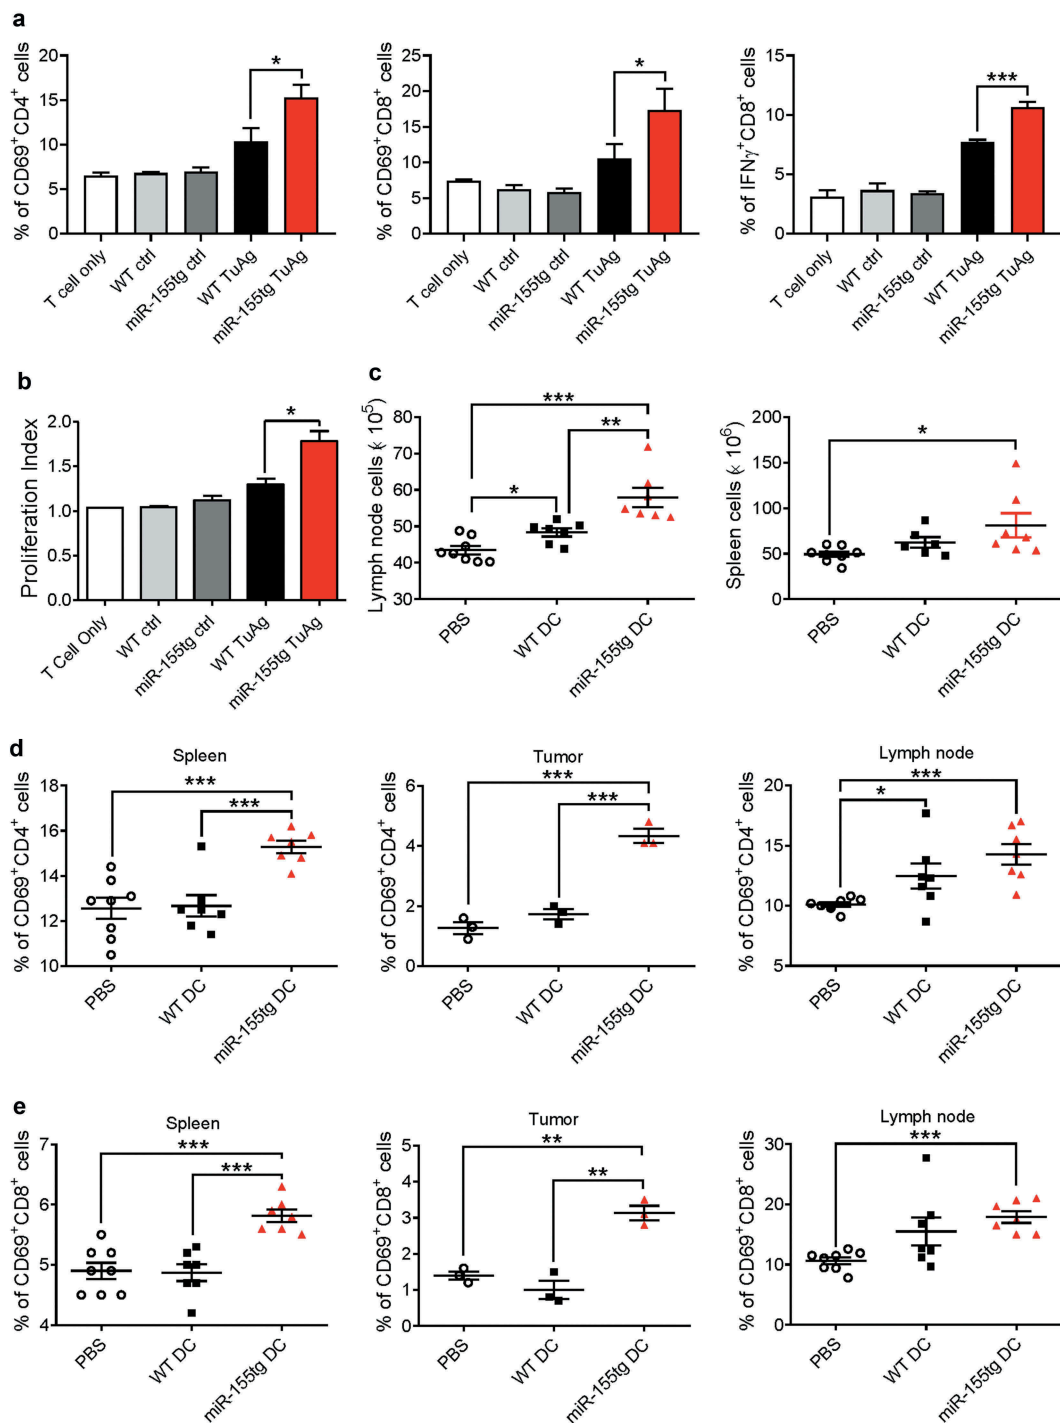 a
% of CD69+CD4+ cells
20
15
10
5
0
*
T cell only
WT ctrl
miR-155tg ctrl
WT TuAg
miR-155tg TuAg
% of CD69+CD8+ cells
25
20
15
10
5
0
*
T cell only
WT ctrl
miR-155tg ctrl
WT TuAg
miR-155tg TuAg
% of IFNγ+CD8+ cells
15
10
5
0
***
T cell only
WT ctrl
miR-155tg ctrl
WT TuAg
miR-155tg TuAg
b
Proliferation Index
2.0
1.5
1.0
0.5
0.0
*
T Cell Only
WT ctrl
miR-155tg ctrl
WT TuAg
miR-155tg TuAg
c
Lymph node cells (× 10⁵)
80
70
60
50
40
30
***
**
*
PBS
WT DC
miR-155tg DC
Spleen cells (× 10⁶)
200
150
100
50
0
*
PBS
WT DC
miR-155tg DC
d
Spleen
% of CD69+CD4+ cells
18
16
14
12
10
***
***
PBS
WT DC
miR-155tg DC
Tumor
% of CD69+CD4+ cells
6
4
2
0
***
***
PBS
WT DC
miR-155tg DC
Lymph node
% of CD69+CD4+ cells
20
15
10
5
***
*
PBS
WT DC
miR-155tg DC
e
Spleen
% of CD69+CD8+ cells
7
6
5
4
***
***
PBS
WT DC
miR-155tg DC
Tumor
% of CD69+CD8+ cells
5
4
3
2
1
0
**
**
PBS
WT DC
miR-155tg DC
Lymph node
% of CD69+CD8+ cells
30
20
10
0
***
PBS
WT DC
miR-155tg DC